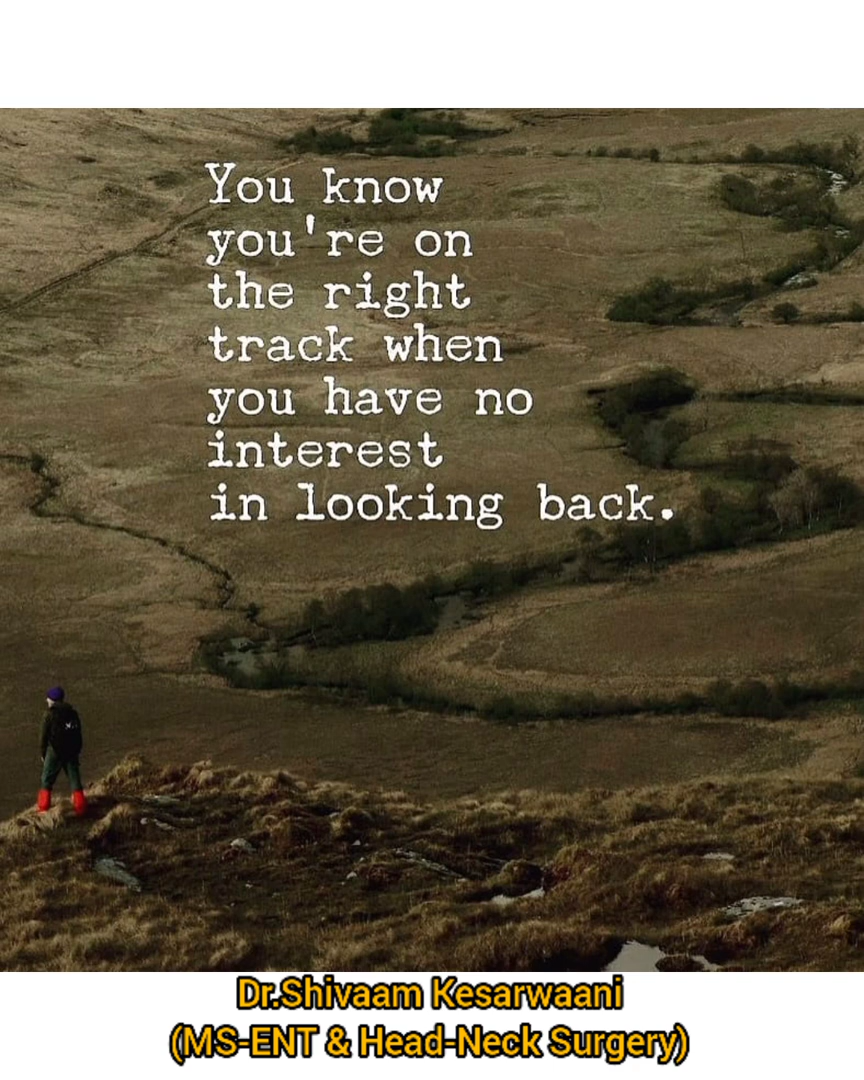 You know
you're on
the right
track when
you have no
interest
in looking back.
Dr.Shivaam Kesarwaani
(MS-ENT & Head-Neck Surgery)